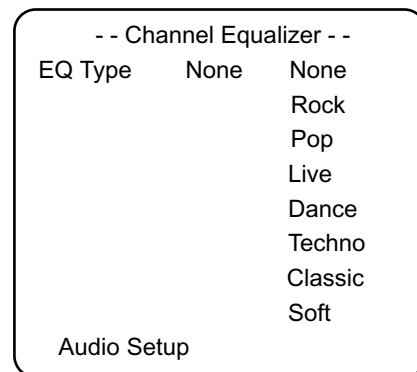 - - Channel Equalizer - -
EQ Type None None
Rock
Pop
Live
Dance
Techno
Classic
Soft
Audio Setup